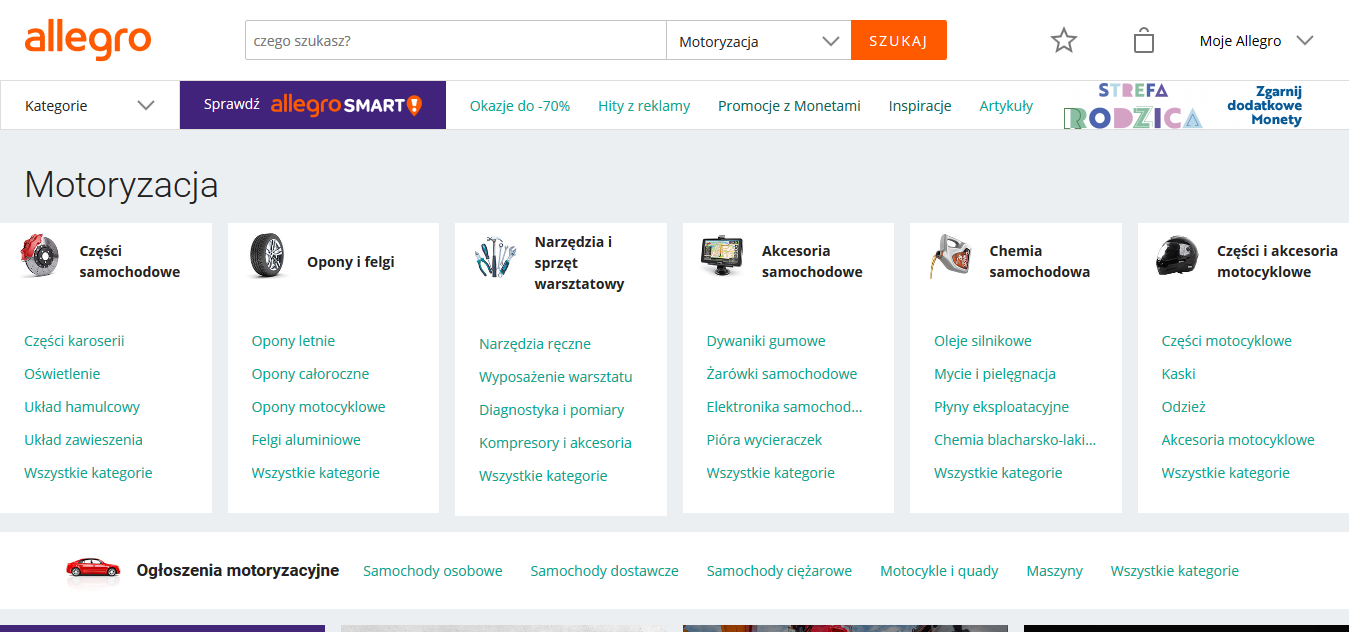 allegro
czego szukasz?
Motoryzacja
SZUKAJ
Moje Allegro
Kategorie
Sprawdź allegro SMART!
Okazje do -70%
Hity z reklamy
Promocje z Monetami
Inspiracje
Artykuły
STREFA
RODZICA
Zgarnij
dodatkowe
Monety
Motoryzacja
Części
samochodowe
Części karoserii
Oświetlenie
Układ hamulcowy
Układ zawieszenia
Wszystkie kategorie
Opony i felgi
Opony letnie
Opony całoroczne
Opony motocyklowe
Felgi aluminiowe
Wszystkie kategorie
Narzędzia i
sprzęt
warsztatowy
Narzędzia ręczne
Wyposażenie warsztatu
Diagnostyka i pomiary
Kompresory i akcesoria
Wszystkie kategorie
Akcesoria
samochodowe
Dywaniki gumowe
Żarówki samochodowe
Elektronika samochod...
Pióra wycieraczek
Wszystkie kategorie
Chemia
samochodowa
Oleje silnikowe
Mycie i pielęgnacja
Płyny eksploatacyjne
Chemia blacharsko-laki...
Wszystkie kategorie
Części i akcesoria
motocyklowe
Części motocyklowe
Kaski
Odzież
Akcesoria motocyklowe
Wszystkie kategorie
Ogłoszenia motoryzacyjne
Samochody osobowe
Samochody dostawcze
Samochody ciężarowe
Motocykle i quady
Maszyny
Wszystkie kategorie